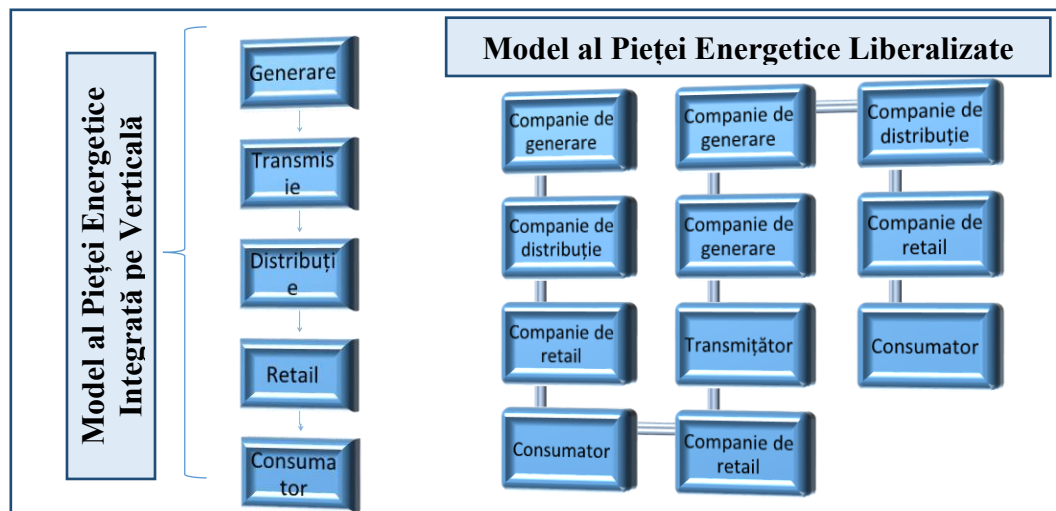 Model al Pieței Energetice
Integrată pe Verticală
Generare
Transmis
ie
Distribuț
ie
Retail
Consuma
tor
Model al Pieței Energetice Liberalizate
Companie de
generare
Companie de
distribuție
Companie de
retail
Consumator
Companie de
generare
Companie de
generare
Transmițător
Companie de
retail
Companie de
distribuție
Companie de
retail
Consumator